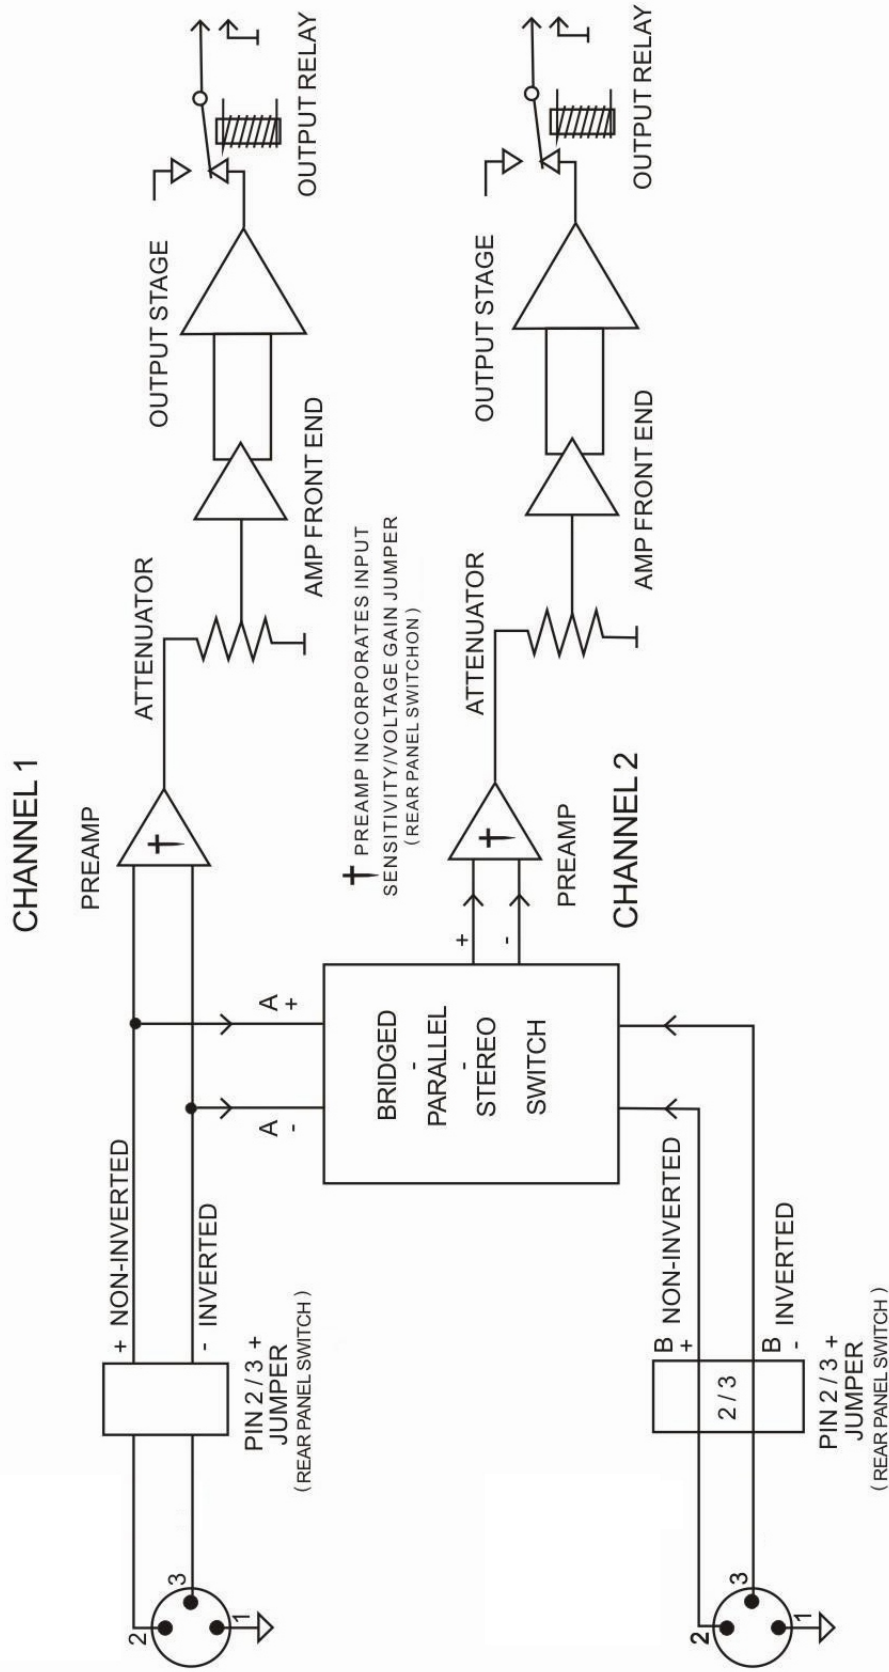 CHANNEL 1
2
3
1
+ NON-INVERTED
- INVERTED
PIN 2 / 3 +
JUMPER
( REAR PANEL SWITCH )
A
-
A
+
PREAMP
†
ATTENUATOR
AMP FRONT END
OUTPUT STAGE
OUTPUT RELAY
† PREAMP INCORPORATES INPUT
SENSITIVITY/VOLTAGE GAIN JUMPER
( REAR PANEL SWITCHON )
BRIDGED
-
PARALLEL
-
STEREO
SWITCH
+
-
†
PREAMP
CHANNEL 2
ATTENUATOR
AMP FRONT END
OUTPUT STAGE
OUTPUT RELAY
2
3
1
2 / 3
B NON-INVERTED
+
B INVERTED
-
PIN 2 / 3 +
JUMPER
( REAR PANEL SWITCH )